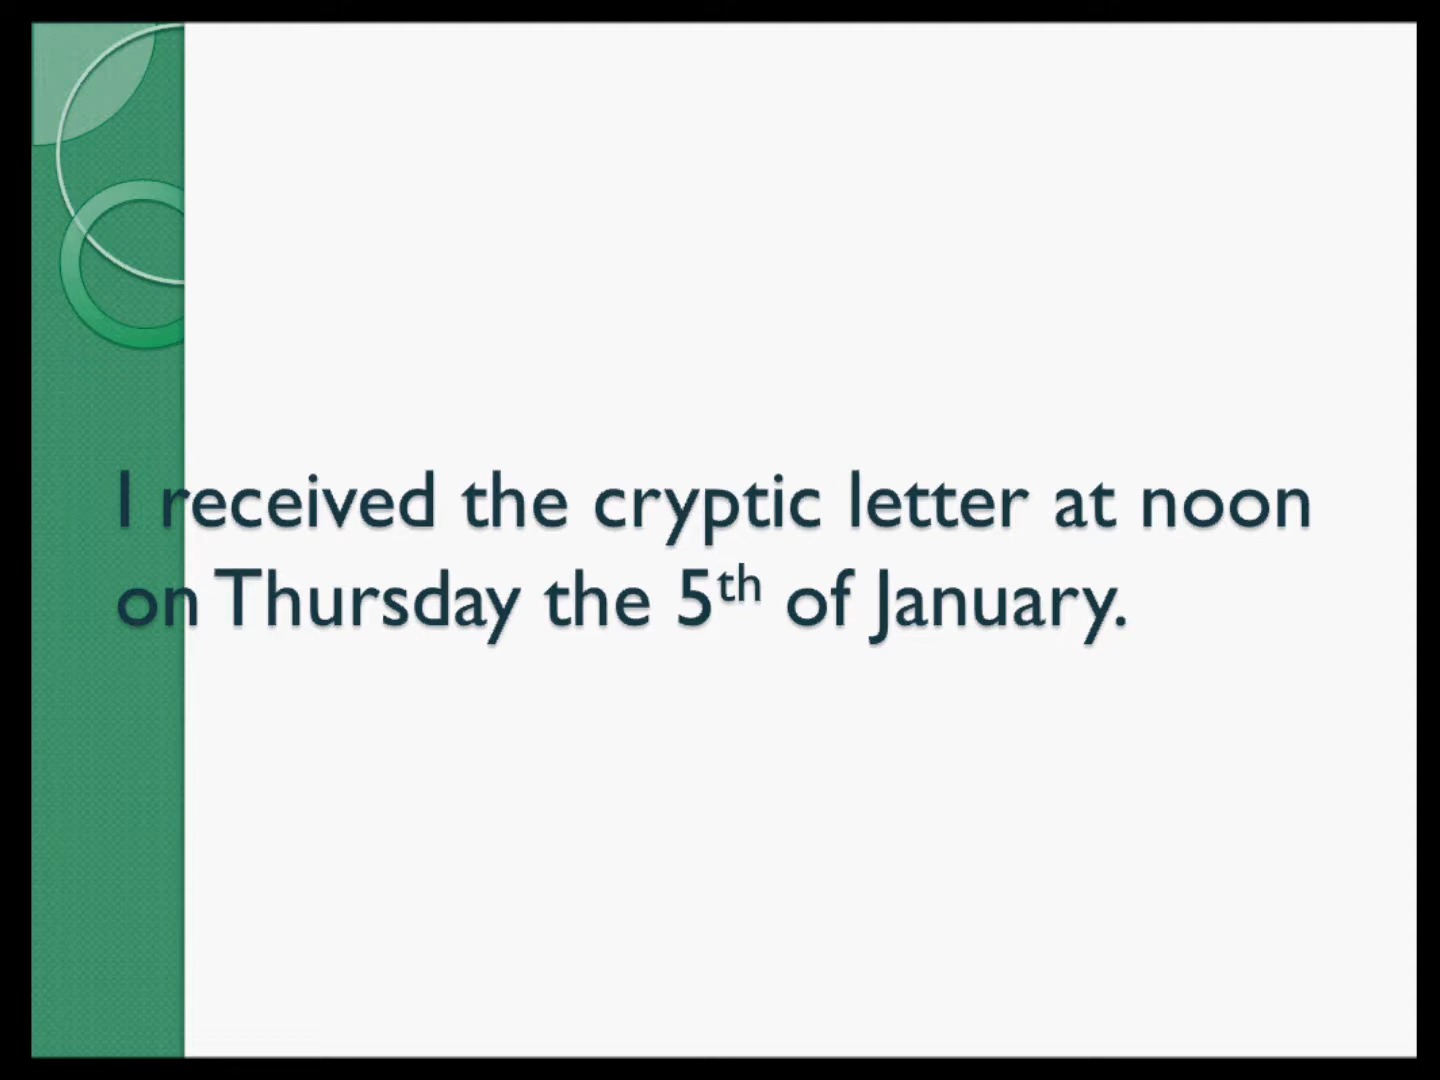 I received the cryptic letter at noon
on Thursday the 5th of January.